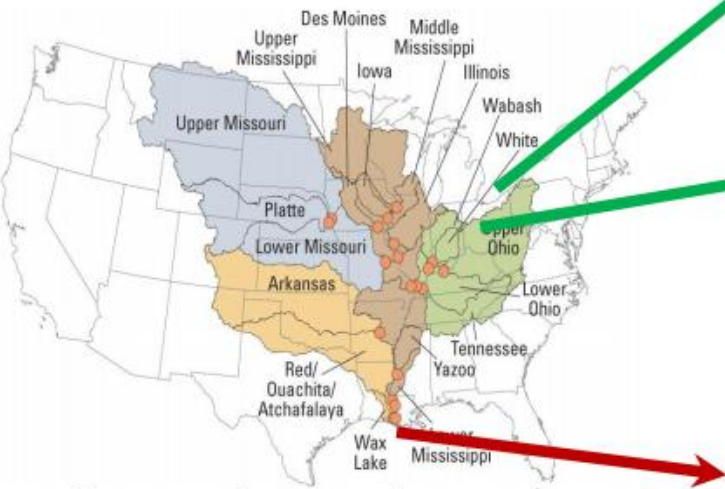 Des Moines
Middle
Mississippi
Upper
Mississippi
Iowa
Illinois
Wabash
White
Upper Missouri
Platte
Upper
Ohio
Lower Missouri
Arkansas
Lower
Ohio
Tennessee
Yazoo
Red/
Ouachita/
Atchafalaya
Wax
Lake
Lower
Mississippi